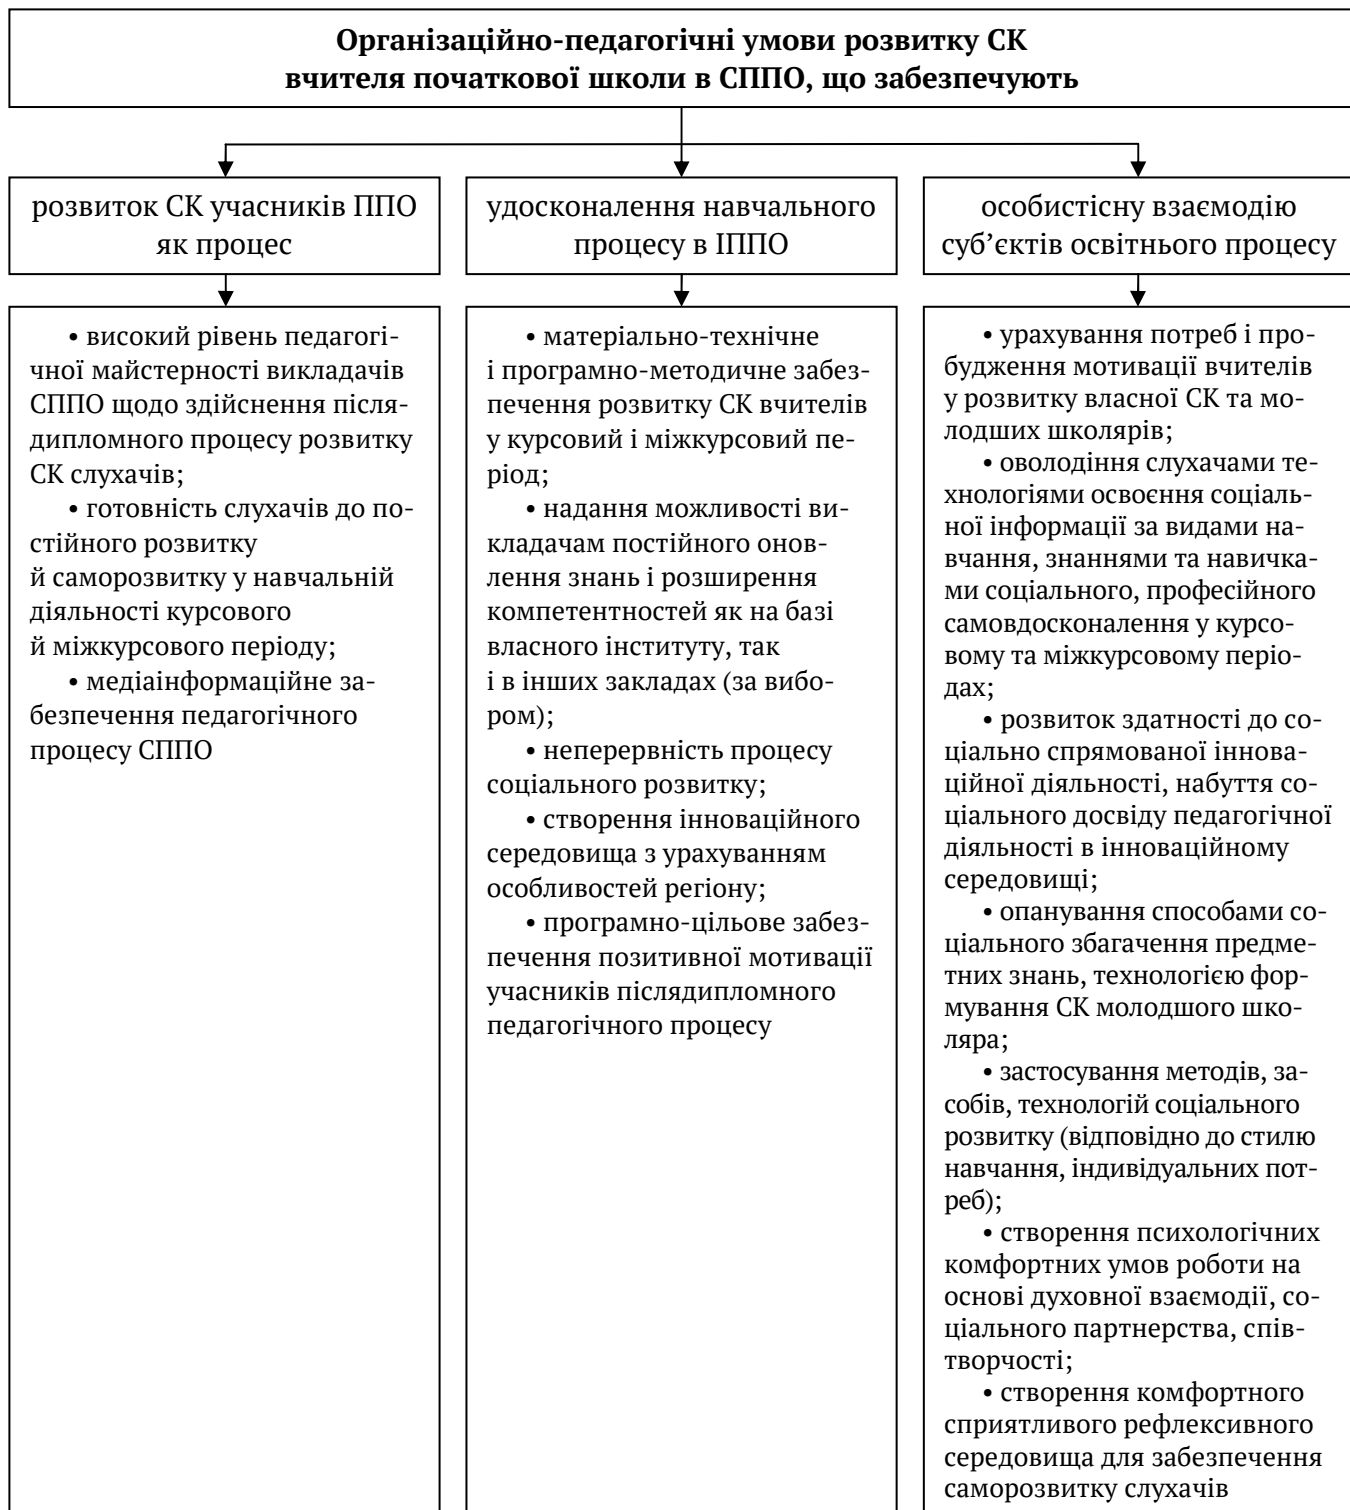 Організаційно-педагогічні умови розвитку СК
вчителя початкової школи в СППО, що забезпечують
розвиток СК учасників ППО
як процес
удосконалення навчального
процесу в ІППО
особистісну взаємодію
суб’єктів освітнього процесу
• високий рівень педагогі-
чної майстерності викладачів
СППО щодо здійснення після-
дипломного процесу розвитку
СК слухачів;
• готовність слухачів до по-
стійного розвитку
й саморозвитку у навчальній
діяльності курсового
й міжкурсового періоду;
• медіаінформаційне за-
безпечення педагогічного
процесу СППО
• матеріально-технічне
і програмно-методичне забез-
печення розвитку СК вчителів
у курсовий і міжкурсовий пе-
ріод;
• надання можливості ви-
кладачам постійного онов-
лення знань і розширення
компетентностей як на базі
власного інституту, так
і в інших закладах (за вибо-
ром);
• неперервність процесу
соціального розвитку;
• створення інноваційного
середовища з урахуванням
особливостей регіону;
• програмно-цільове забез-
печення позитивної мотивації
учасників післядипломного
педагогічного процесу
• урахування потреб і про-
будження мотивації вчителів
у розвитку власної СК та мо-
лодших школярів;
• оволодіння слухачами те-
хнологіями освоєння соціаль-
ної інформації за видами на-
вчання, знаннями та навичка-
ми соціального, професійного
самовдосконалення у курсо-
вому та міжкурсовому періо-
дах;
• розвиток здатності до со-
ціально спрямованої іннова-
ційної діяльності, набуття со-
ціального досвіду педагогічної
діяльності в інноваційному
середовищі;
• опанування способами со-
ціального збагачення предме-
тних знань, технологією фор-
мування СК молодшого шко-
ляра;
• застосування методів, за-
собів, технологій соціального
розвитку (відповідно до стилю
навчання, індивідуальних пот-
реб);
• створення психологічних
комфортних умов роботи на
основі духовної взаємодії, со-
ціального партнерства, спів-
творчості;
• створення комфортного
сприятливого рефлексивного
середовища для забезпечення
саморозвитку слухачів